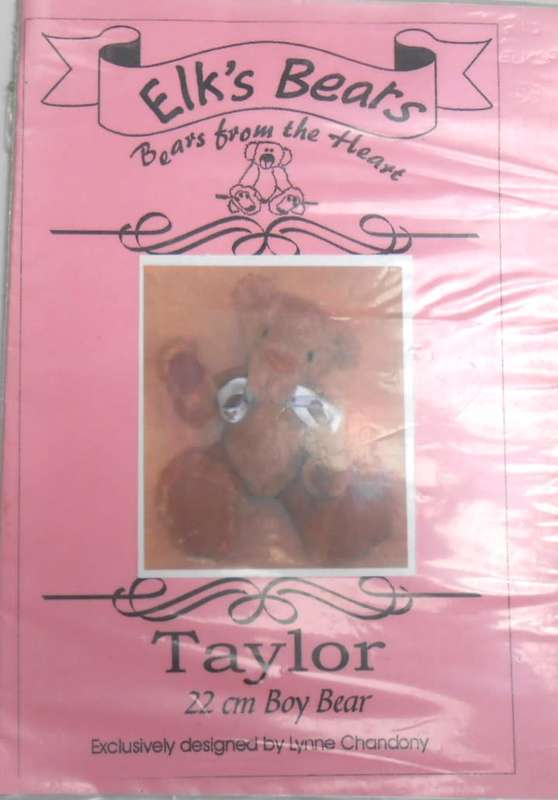 Elk's Bears
Bears from the Heart
Taylor
22 cm Boy Bear
Exclusively designed by Lynne Chandony